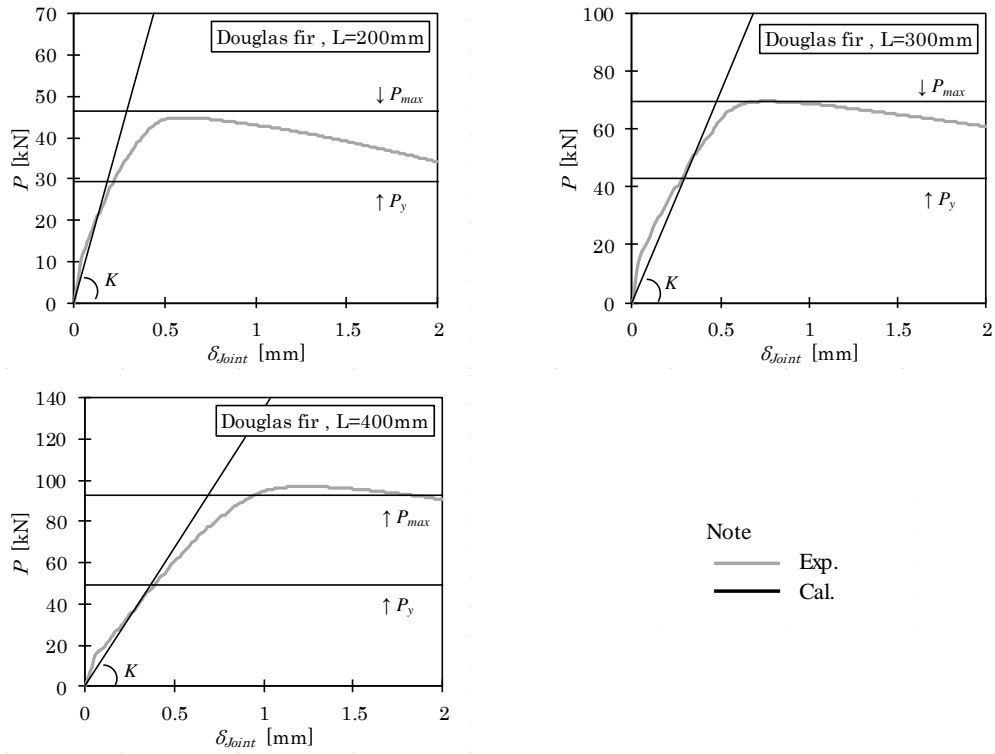 70
60
50
40
30
20
10
0
P [kN]
Douglas fir , L=200mm
↓ Pmax
↑ Py
K
0 0.5 1 1.5 2
δJoint [mm]
100
80
60
40
20
0
P [kN]
Douglas fir , L=300mm
↓ Pmax
↑ Py
K
0 0.5 1 1.5 2
δJoint [mm]
140
120
100
80
60
40
20
0
P [kN]
Douglas fir , L=400mm
↑ Pmax
↑ Py
K
0 0.5 1 1.5 2
δJoint [mm]
Note
Exp.
Cal.